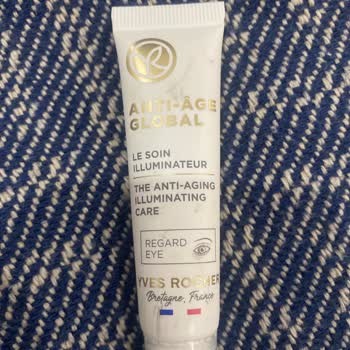 ANTI-ÂGE
GLOBAL
LE SOIN
ILLUMINATEUR
THE ANTI-AGING
ILLUMINATING
CARE
REGARD
EYE
YVES ROCHER
Bretagne, France